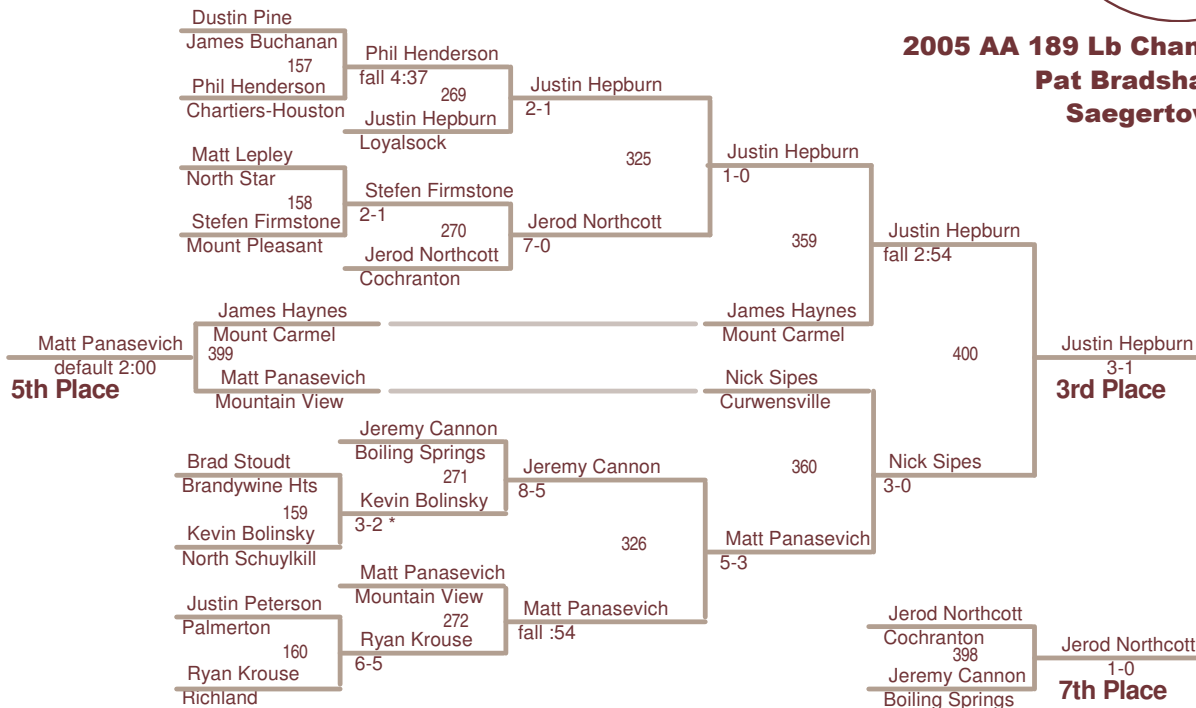 2005 AA 189 Lb Cham
Pat Bradsha
Saegertov
Dustin Pine
James Buchanan
157
Phil Henderson
Chartiers-Houston
Phil Henderson
fall 4:37
269
Justin Hepburn
Loyalsock
Justin Hepburn
2-1
Matt Lepley
North Star
158
Stefen Firmstone
Mount Pleasant
Stefen Firmstone
2-1
270
Jerod Northcott
Cochranton
Jerod Northcott
7-0
325
Justin Hepburn
1-0
359
James Haynes
Mount Carmel
Justin Hepburn
fall 2:54
James Haynes
Mount Carmel
399
Matt Panasevich
Mountain View
Matt Panasevich
default 2:00
5th Place
Nick Sipes
Curwensville
400
Justin Hepburn
3-1
3rd Place
Jeremy Cannon
Boiling Springs
271
Brad Stoudt
Brandywine Hts
159
Kevin Bolinsky
North Schuylkill
Kevin Bolinsky
3-2 *
Jeremy Cannon
8-5
360
Nick Sipes
3-0
326
Matt Panasevich
5-3
Matt Panasevich
Mountain View
272
Justin Peterson
Palmerton
160
Ryan Krouse
Richland
Ryan Krouse
6-5
Matt Panasevich
fall :54
Jerod Northcott
Cochranton
398
Jeremy Cannon
Boiling Springs
Jerod Northcott
1-0
7th Place